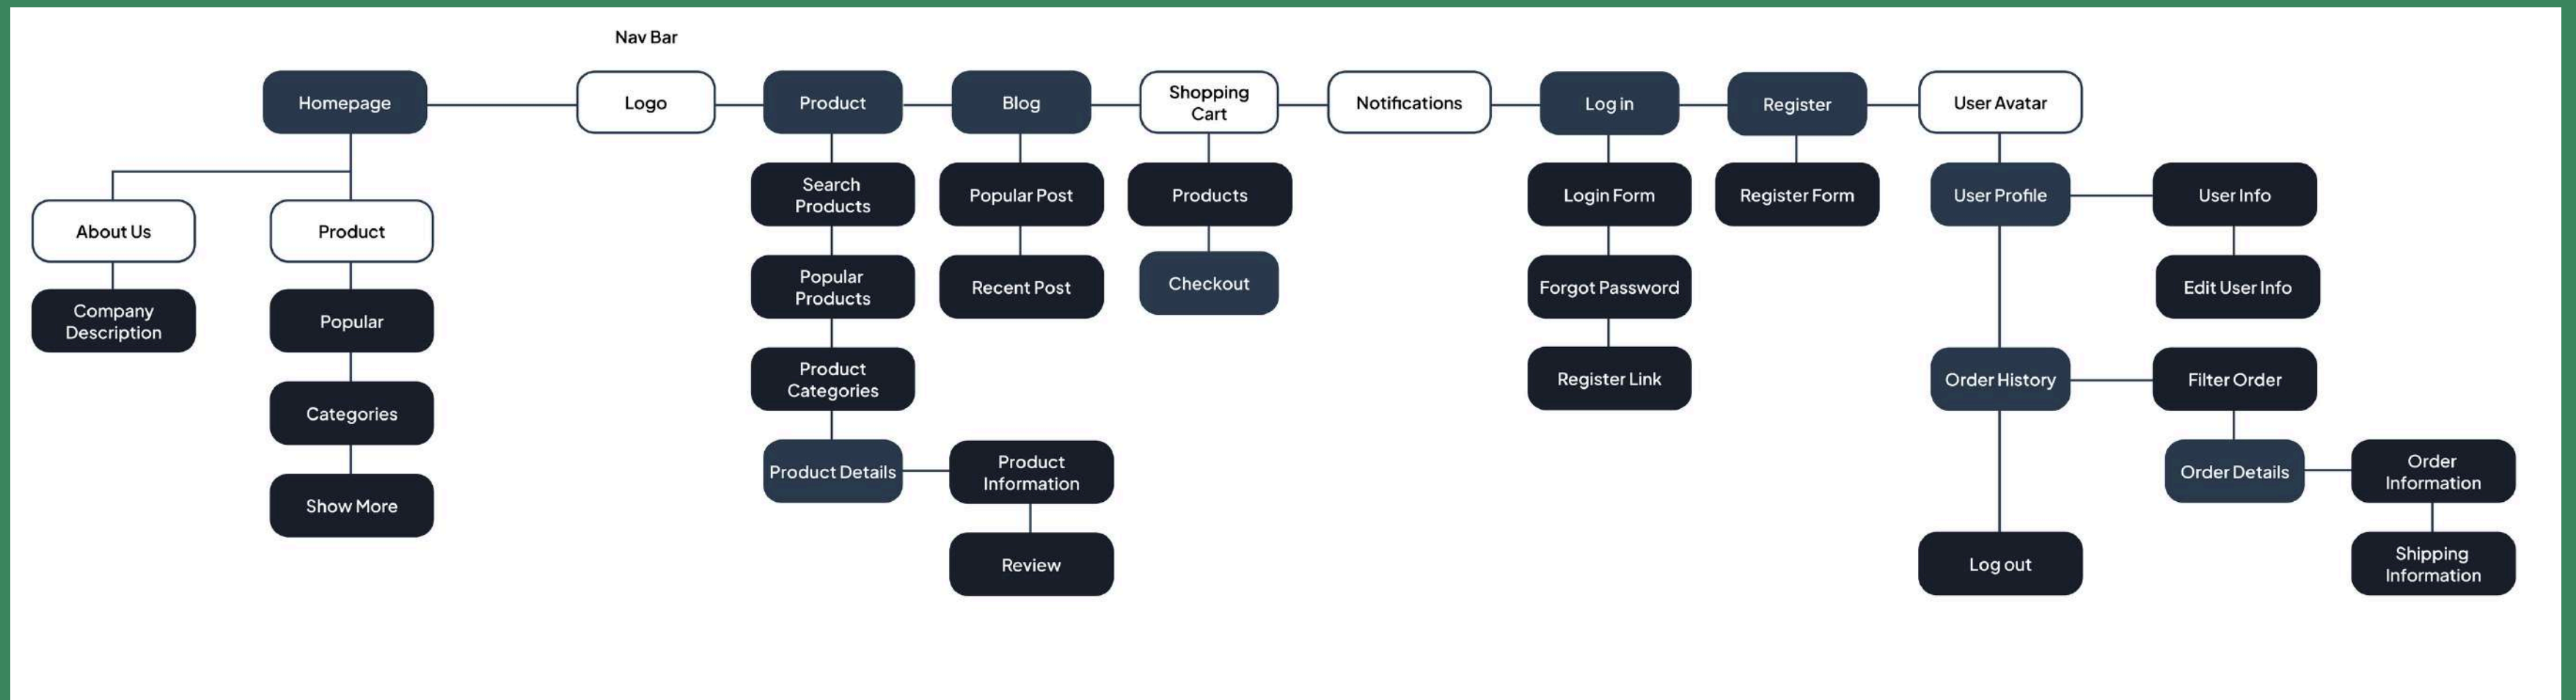 Nav Bar
Homepage
Logo
Product
Blog
Shopping
Cart
Notifications
Log in
Register
User Avatar
About Us
Company
Description
Product
Popular
Categories
Show More
Search
Products
Popular
Products
Product
Categories
Product Details
Product
Information
Review
Popular Post
Recent Post
Products
Checkout
Login Form
Forgot Password
Register Link
Register Form
User Profile
User Info
Edit User Info
Order History
Filter Order
Order Details
Order
Information
Shipping
Information
Log out